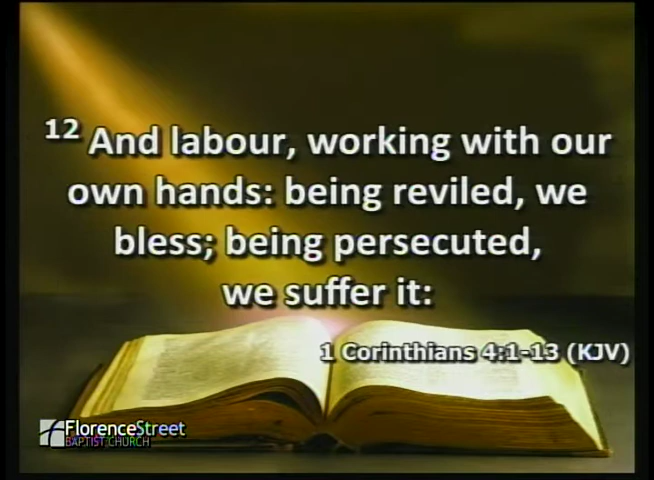 12 And labour, working with our
own hands: being reviled, we
bless; being persecuted,
we suffer it:
1 Corinthians 4:1-13 (KJV)
FlorenceStreet
BAPTIST CHURCH